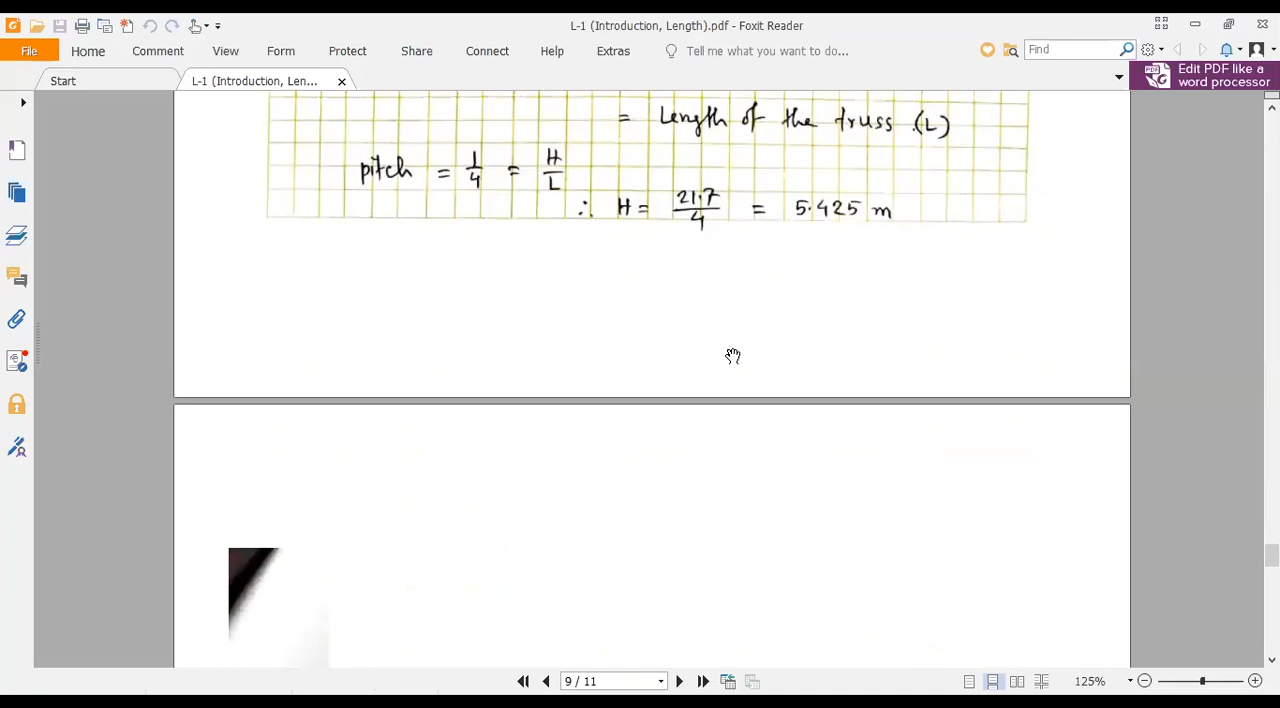 L-1 (Introduction, Length).pdf - Foxit Reader
File Home Comment View Form Protect Share Connect Help Extras Tell me what you want to do... Find
Start L-1 (Introduction, Len... Edit PDF like a
word processor
= Length of the truss (L)
pitch = 1/4 = H/L
∴ H = 21.7/4 = 5.425 m
9 / 11 125%